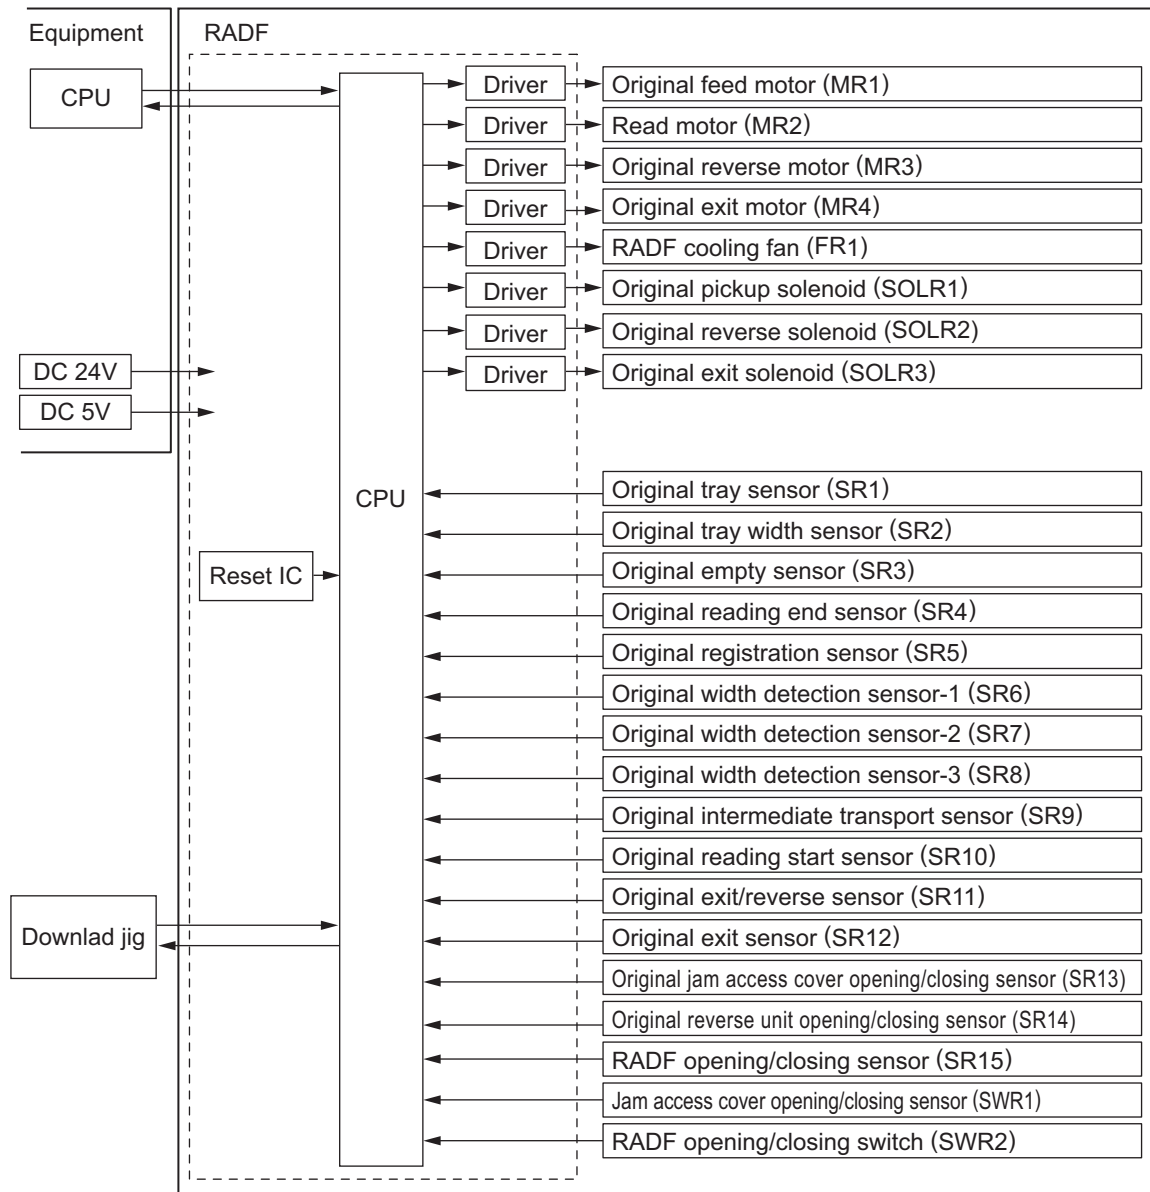 Equipment
RADF
CPU
Driver
Original feed motor (MR1)
Driver
Read motor (MR2)
Driver
Original reverse motor (MR3)
Driver
Original exit motor (MR4)
Driver
RADF cooling fan (FR1)
Driver
Original pickup solenoid (SOLR1)
Driver
Original reverse solenoid (SOLR2)
DC 24V
Driver
Original exit solenoid (SOLR3)
DC 5V
CPU
Original tray sensor (SR1)
Original tray width sensor (SR2)
Reset IC
Original empty sensor (SR3)
Original reading end sensor (SR4)
Original registration sensor (SR5)
Original width detection sensor-1 (SR6)
Original width detection sensor-2 (SR7)
Original width detection sensor-3 (SR8)
Original intermediate transport sensor (SR9)
Original reading start sensor (SR10)
Original exit/reverse sensor (SR11)
Downlad jig
Original exit sensor (SR12)
Original jam access cover opening/closing sensor (SR13)
Original reverse unit opening/closing sensor (SR14)
RADF opening/closing sensor (SR15)
Jam access cover opening/closing sensor (SWR1)
RADF opening/closing switch (SWR2)